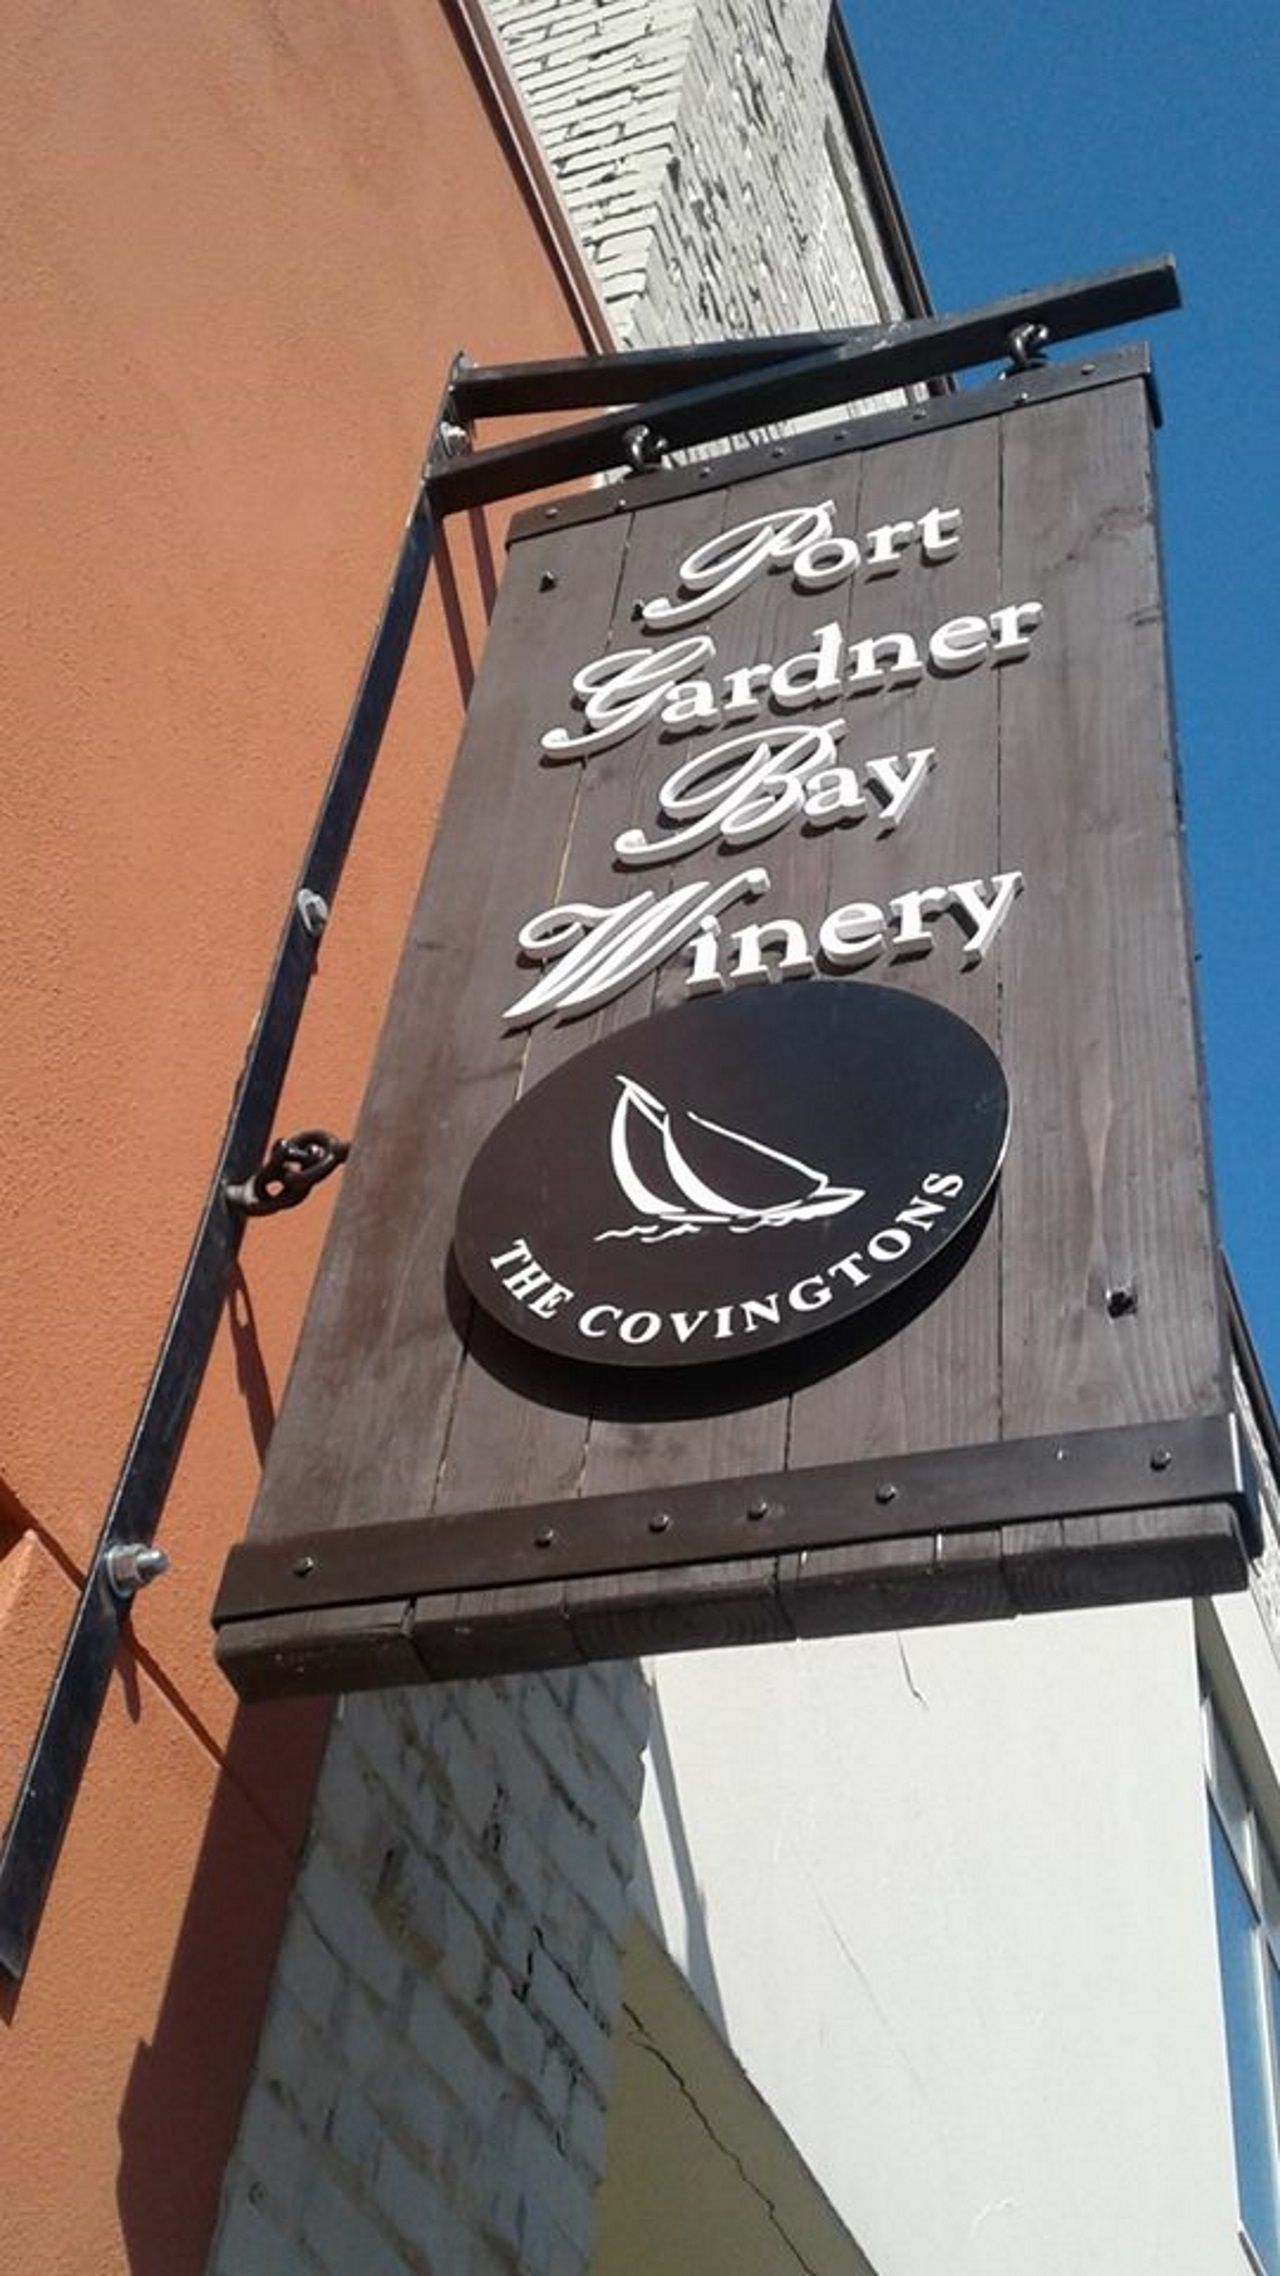 Port
Gardner
Bay
Winery
THE COVINGTONS